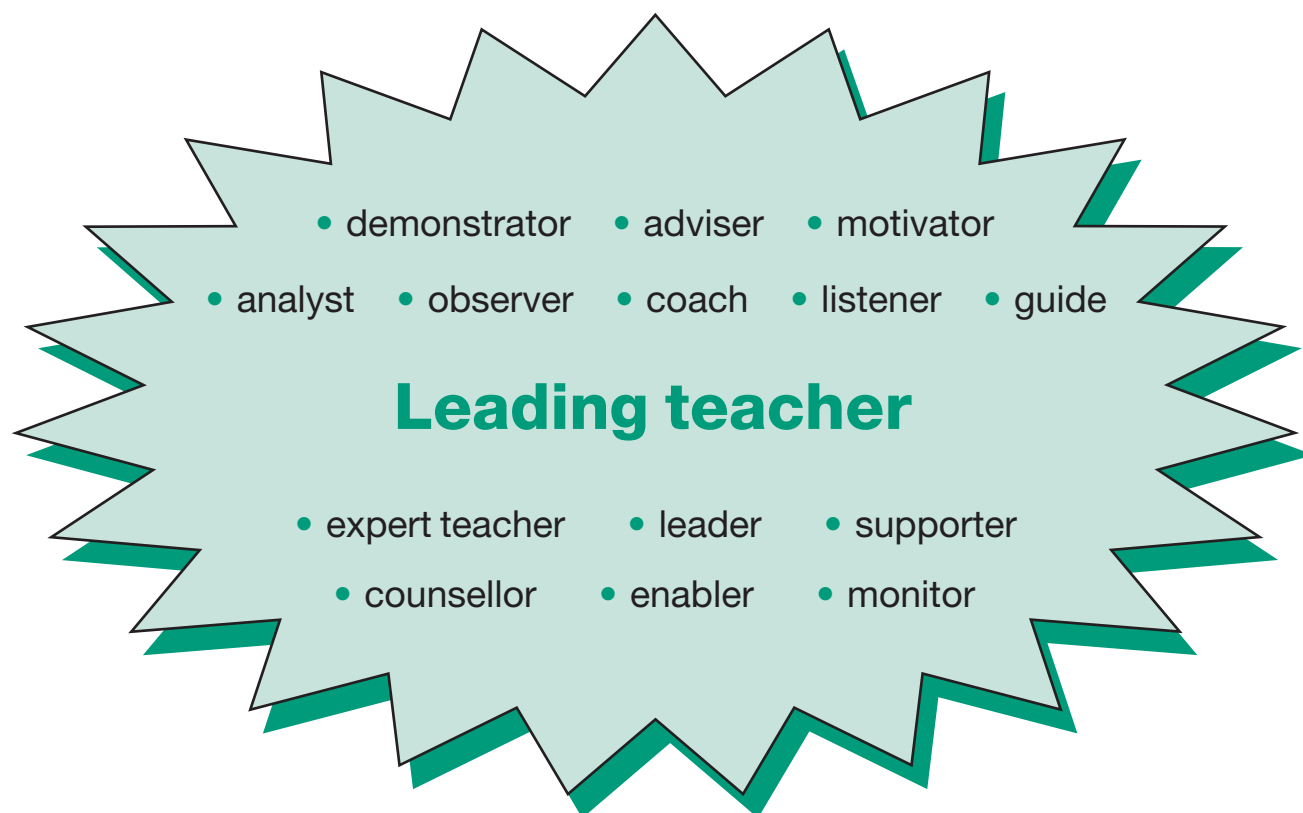 • demonstrator • adviser • motivator
• analyst • observer • coach • listener • guide
Leading teacher
• expert teacher • leader • supporter
• counsellor • enabler • monitor